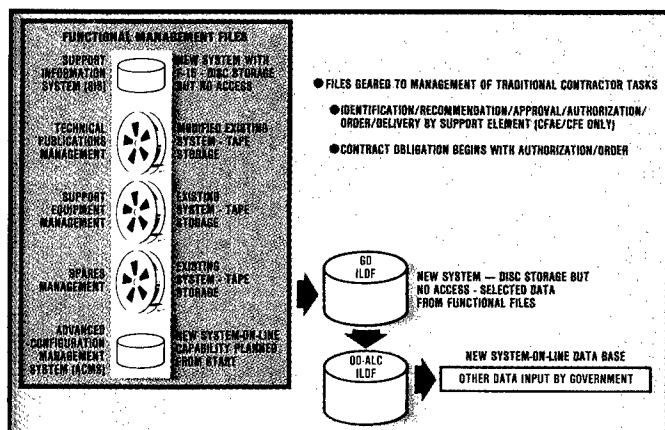 FUNCTIONAL MANAGEMENT FILES
SUPPORT
INFORMATION
SYSTEM (SIS)
NEW SYSTEM WITH
F-16 - DISC STORAGE
BUT NO ACCESS
TECHNICAL
PUBLICATIONS
MANAGEMENT
MODIFIED EXISTING
SYSTEM - TAPE
STORAGE
SUPPORT
EQUIPMENT
MANAGEMENT
EXISTING
SYSTEM - TAPE
STORAGE
SPARES
MANAGEMENT
EXISTING
SYSTEM - TAPE
STORAGE
ADVANCED
-CONFIGURATION
MANAGEMENT
SYSTEM (ACMS)
NEW SYSTEM-ON-LINE
CAPABILITY PLANNED
FROM START
● FILES GEARED TO MANAGEMENT OF TRADITIONAL CONTRACTOR TASKS
● IDENTIFICATION/RECOMMENDATION/APPROVAL/AUTHORIZATION/
ORDER/DELIVERY BY SUPPORT ELEMENT (CFAE/CFE ONLY)
● CONTRACT OBLIGATION BEGINS WITH AUTHORIZATION/ORDER
GD
ILDF
NEW SYSTEM — DISC STORAGE BUT
NO ACCESS - SELECTED DATA
FROM FUNCTIONAL FILES
OO-ALC
ILDF
NEW SYSTEM-ON-LINE DATA BASE
OTHER DATA INPUT BY GOVERNMENT